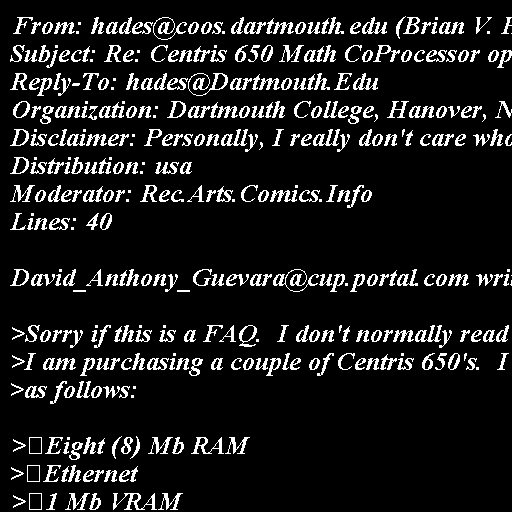 From: hades@coos.dartmouth.edu (Brian V.
Subject: Re: Centris 650 Math CoProcessor op
Reply-To: hades@Dartmouth.Edu
Organization: Dartmouth College, Hanover, N
Disclaimer: Personally, I really don't care who
Distribution: usa
Moderator: Rec.Arts.Comics.Info
Lines: 40
David_Anthony_Guevara@cup.portal.com wri
>Sorry if this is a FAQ.  I don't normally read
>I am purchasing a couple of Centris 650's.  I
>as follows:
>□Eight (8) Mb RAM
>□Ethernet
>□1 Mb VRAM